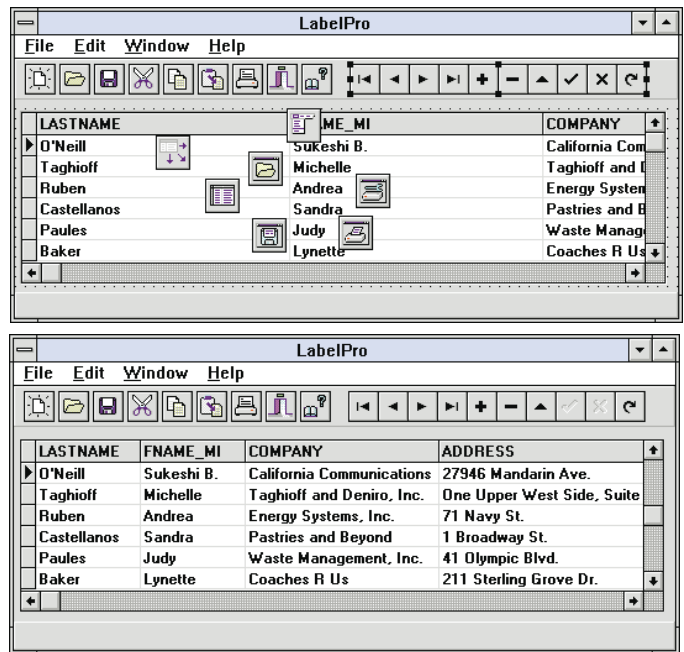 LabelPro
File Edit Window Help
LASTNAME ME_MI COMPANY
O'Neill Sukeshi B. California Com
Taghioff Michelle Taghioff and
Ruben Andrea Energy System
Castellanos Sandra Pastries and
Paules Judy Waste Manag
Baker Lynette Coaches R Us
LabelPro
File Edit Window Help
LASTNAME FNAME_MI COMPANY ADDRESS
O'Neill Sukeshi B. California Communications 27946 Mandarin Ave.
Taghioff Michelle Taghioff and Deniro, Inc. One Upper West Side, Suite
Ruben Andrea Energy Systems, Inc. 71 Navy St.
Castellanos Sandra Pastries and Beyond 1 Broadway St.
Paules Judy Waste Management, Inc. 41 Olympic Blvd.
Baker Lynette Coaches R Us 211 Sterling Grove Dr.